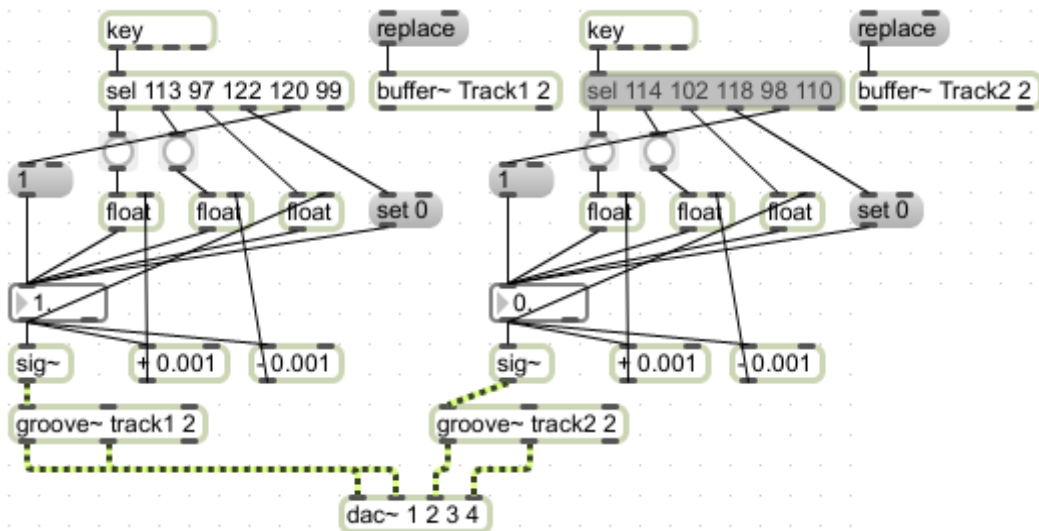 key
replace
key
replace
sel 113 97 122 120 99
buffer~ Track1 2
sel 114 102 118 98 110
buffer~ Track2 2
1
float
float
float
set 0
1
float
float
float
set 0
1.
0.
sig~
+ 0.001
- 0.001
sig~
+ 0.001
- 0.001
groove~ track1 2
groove~ track2 2
dac~ 1 2 3 4